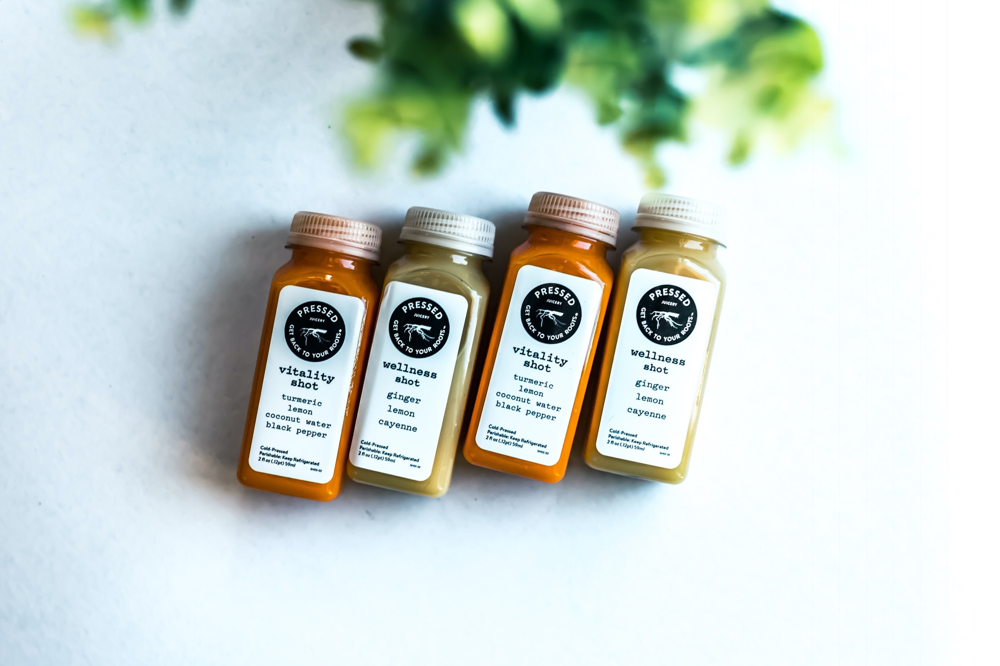 PRESSED
JUICERY
GET BACK TO YOUR ROOTS®
vitality
shot
turmeric
lemon
coconut water
black pepper
Cold-Pressed
Perishable: Keep Refrigerated
2 fl oz (.12pt) 59ml
SH03-02
PRESSED
JUICERY
GET BACK TO YOUR ROOTS™
wellness
shot
ginger
lemon
cayenne
Cold-Pressed
Perishable: Keep Refrigerated
2 fl oz (.12pt) 59ml
SH01-01
PRESSED
JUICERY
GET BACK TO YOUR ROOTS®
vitality
shot
turmeric
lemon
coconut water
black pepper
Cold-Pressed
Perishable: Keep Refrigerated
2 fl oz (.12pt) 59ml
SH03-02
PRESSED
JUICERY
GET BACK TO YOUR ROOTS™
wellness
shot
ginger
lemon
cayenne
Cold-Pressed
Perishable: Keep Refrigerated
2 fl oz (.12pt) 59ml
SH01-01